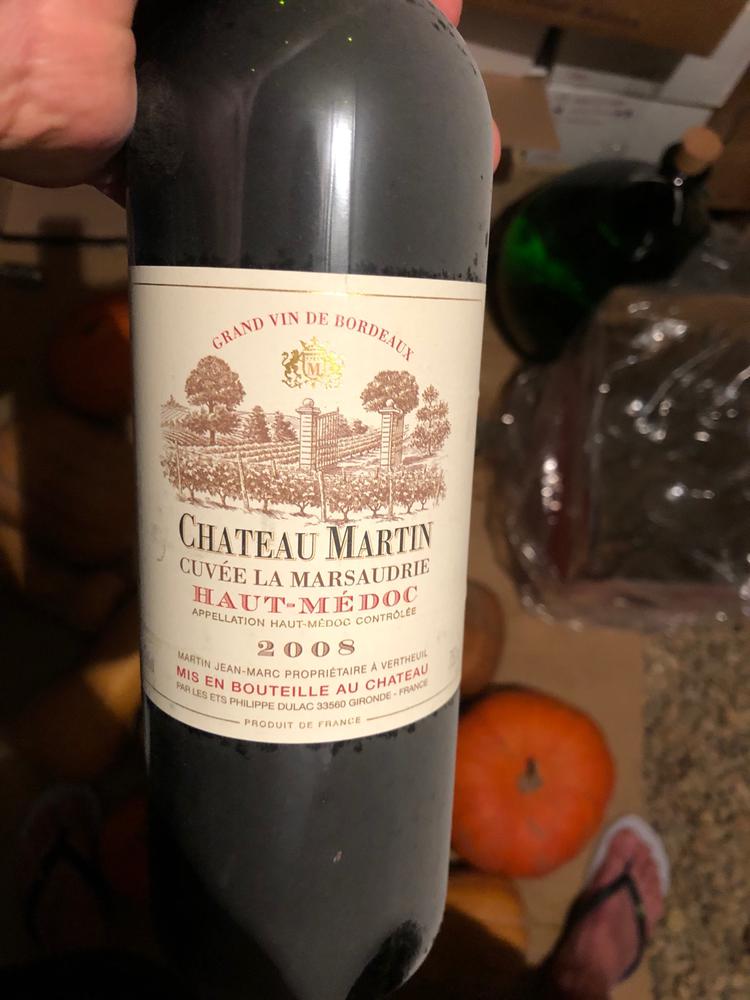 GRAND VIN DE BORDEAUX
M
CHATEAU MARTIN
CUVÉE LA MARSAUDRIE
HAUT-MÉDOC
APPELLATION HAUT-MÉDOC CONTRÔLÉE
2008
MARTIN JEAN-MARC PROPRIÉTAIRE À VERTHEUIL
MIS EN BOUTEILLE AU CHATEAU
PAR LES ETS PHILIPPE DULAC 33560 GIRONDE - FRANCE
PRODUIT DE FRANCE